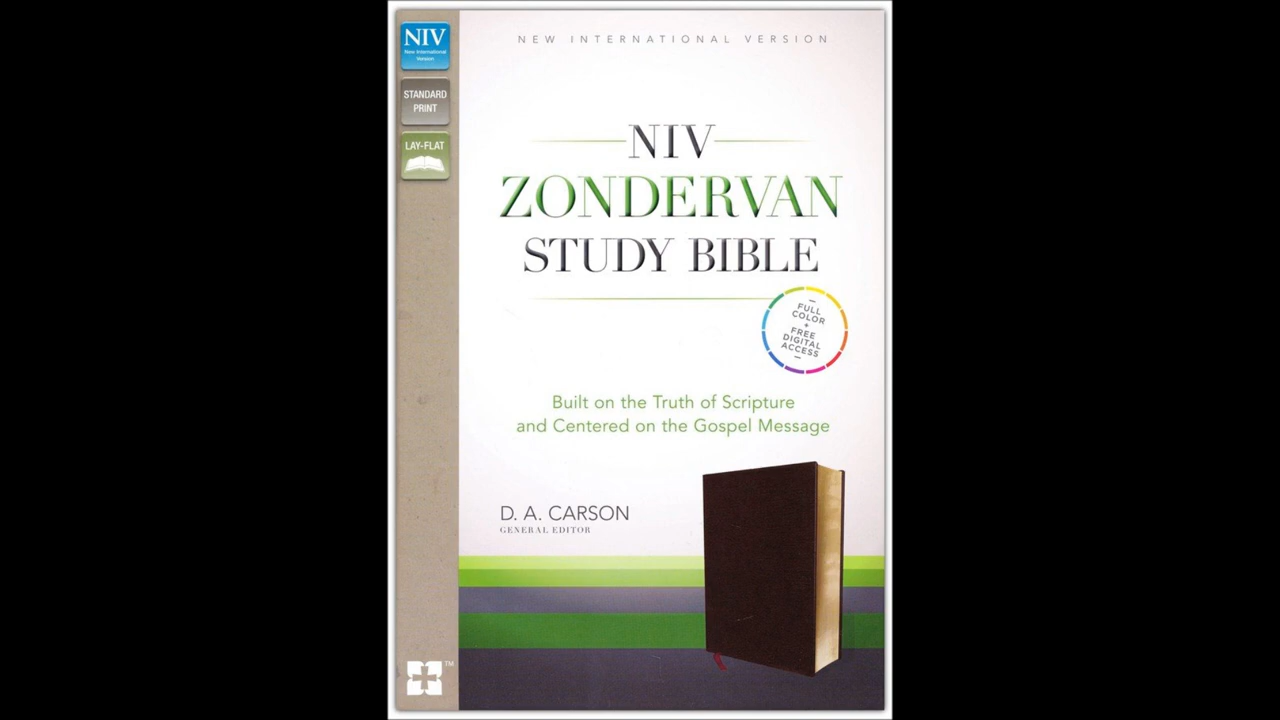 NIV
New International
Version
STANDARD
PRINT
LAY-FLAT
NEW INTERNATIONAL VERSION
NIV
ZONDERVAN
STUDY BIBLE
FULL
COLOR
+
FREE
DIGITAL
ACCESS
Built on the Truth of Scripture
and Centered on the Gospel Message
D. A. CARSON
GENERAL EDITOR
TM